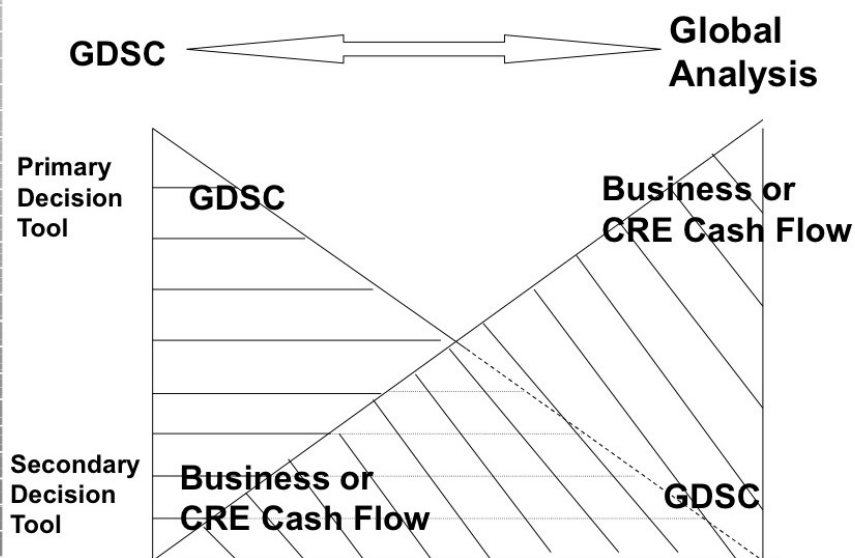 GDSC
Global
Analysis
Primary
Decision
Tool
GDSC
Business or
CRE Cash Flow
Secondary
Decision
Tool
Business or
CRE Cash Flow
GDSC